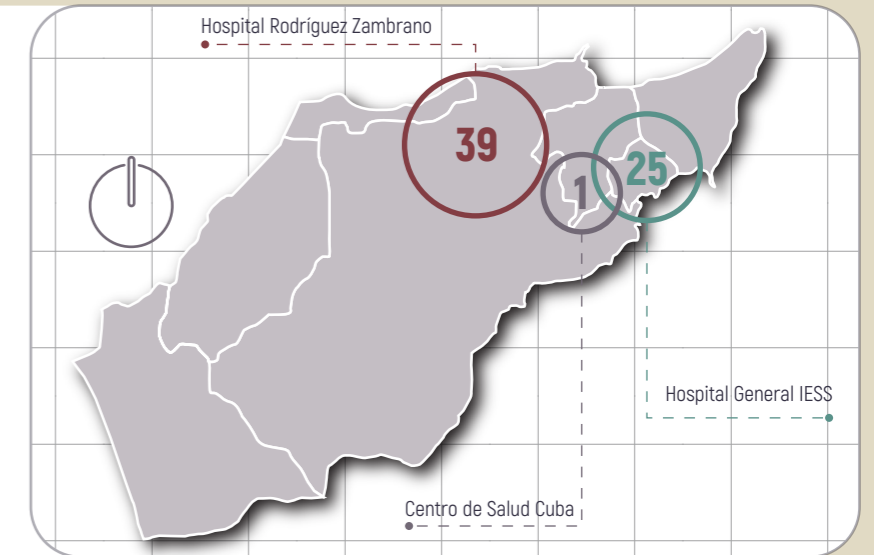 Hospital Rodríguez Zambrano
39
25
1
Hospital General IESS
Centro de Salud Cuba